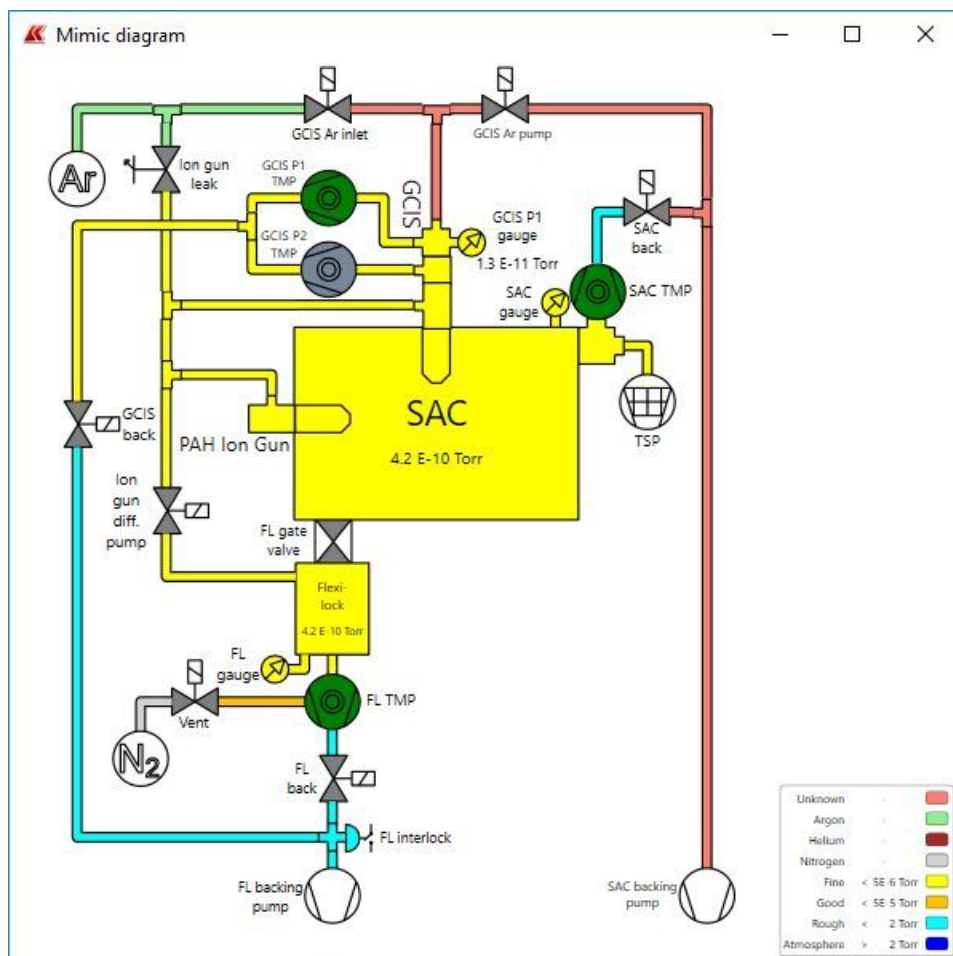 Mimic diagram
GCIS Ar inlet
GCIS Ar pump
Ar
Ion gun
leak
GCIS P1
TMP
GCIS
GCIS P1
gauge
1.3 E-11 Torr
SAC
back
GCIS P2
TMP
SAC
gauge
SAC TMP
SAC
4.2 E-10 Torr
TSP
GCIS
back
PAH Ion Gun
Ion
gun
diff.
pump
FL gate
valve
Flexi-
lock
4.2 E-10 Torr
FL
gauge
FL TMP
Vent
N2
FL
back
FL interlock
FL backing
pump
SAC backing
pump
Unknown -
Argon -
Helium -
Nitrogen -
Fine < 5E-6 Torr
Good < 5E-5 Torr
Rough < 2 Torr
Atmosphere > 2 Torr